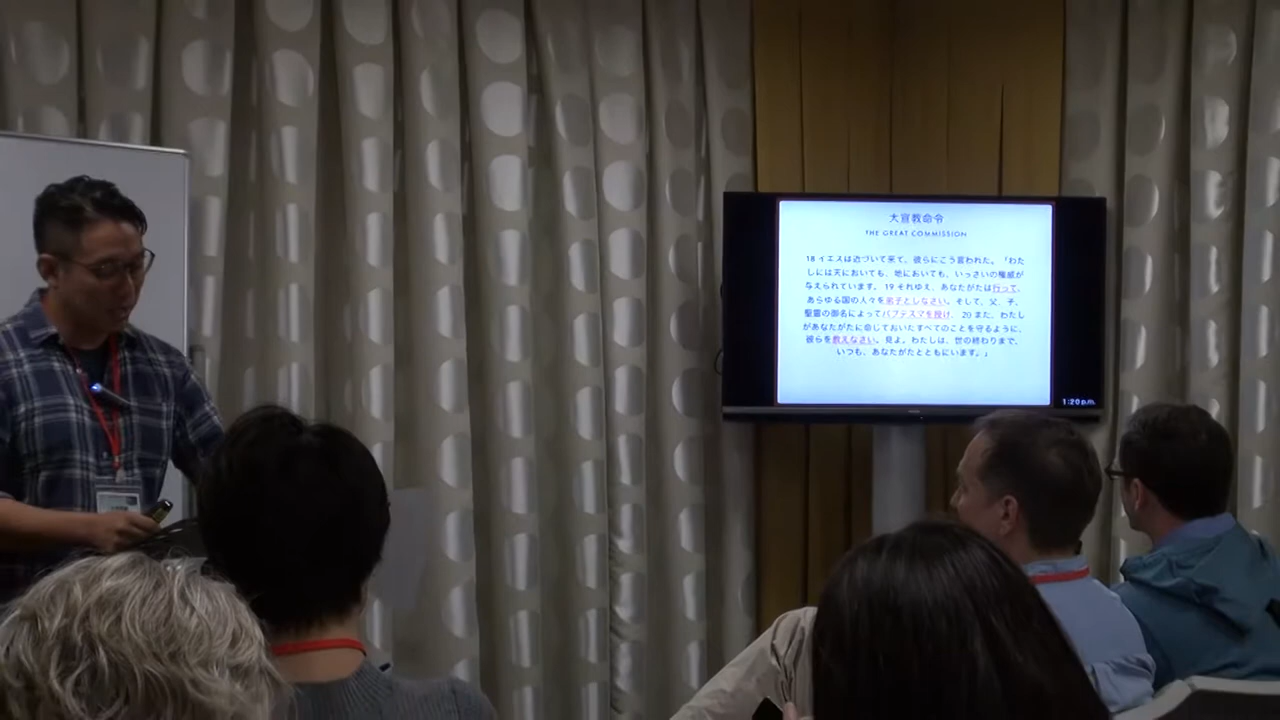 大宣教命令
THE GREAT COMMISSION
18 イエスは近づいて来て、彼らにこう言われた。「わた
しには天においても、地においても、いっさいの権威が
与えられています。 19 それゆえ、あなたがたは行って、
あらゆる国の人々を弟子としなさい。そして、父、子、
聖霊の御名によってバプテスマを授け、 20 また、わたし
があなたがたに命じておいたすべてのことを守るように、
彼らを教えなさい。見よ。わたしは、世の終わりまで、
いつも、あなたがたとともにいます。」
1:20 p.m.